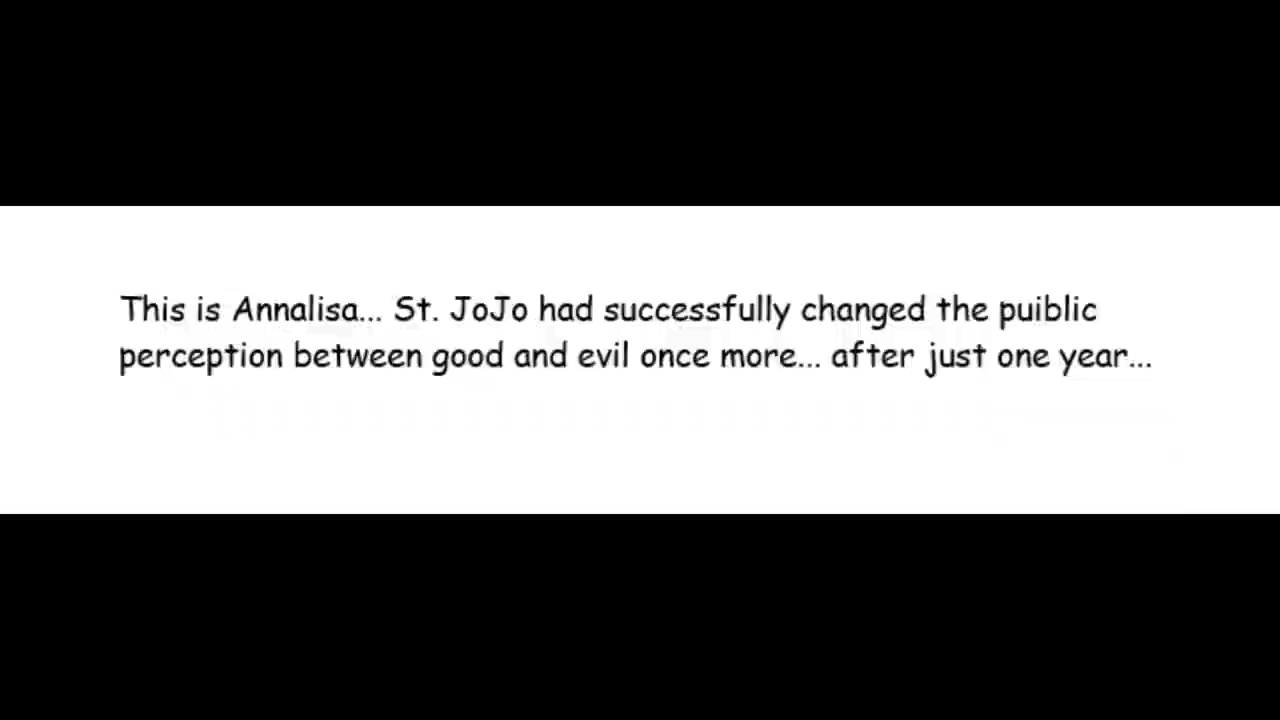 This is Annalisa... St. JoJo had successfully changed the puiblic
perception between good and evil once more... after just one year...